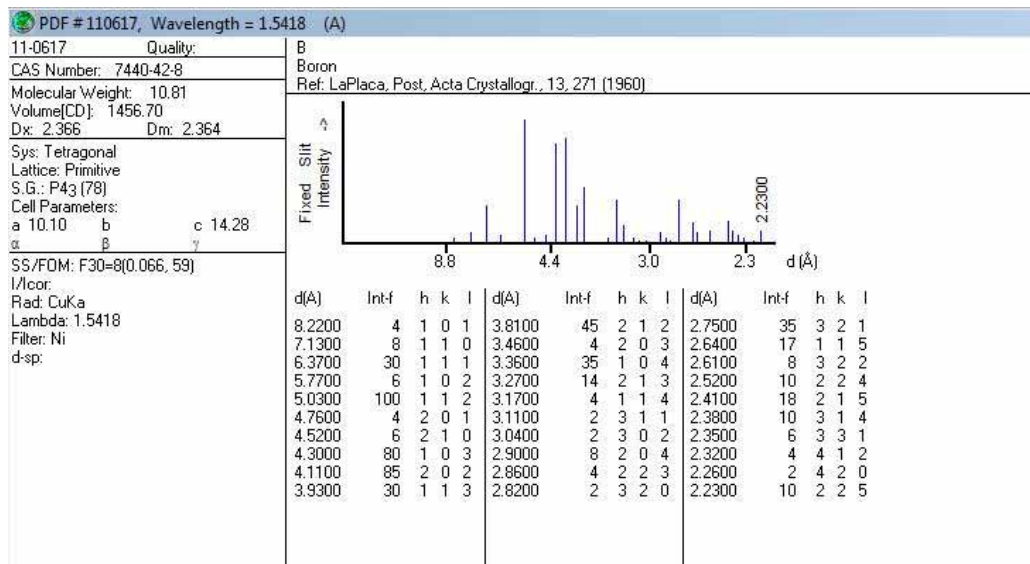 PDF # 110617, Wavelength = 1.5418 (A)
11-0617 Quality:
CAS Number: 7440-42-8
Molecular Weight: 10.81
Volume[CD]: 1456.70
Dx: 2.366 Dm: 2.364
Sys: Tetragonal
Lattice: Primitive
S.G.: P43 (78)
Cell Parameters:
a 10.10 b c 14.28
α β γ
SS/FOM: F30=8(0.066, 59)
I/Icor:
Rad: CuKa
Lambda: 1.5418
Filter: Ni
d-sp:
B
Boron
Ref: LaPlaca, Post, Acta Crystallogr., 13, 271 (1960)
Fixed Slit
Intensity ->
2.2300
8.8 4.4 3.0 2.3 d (Å)
d(A) Int-f h k l d(A) Int-f h k l d(A) Int-f h k l
8.2200 4 1 0 1 3.8100 45 2 1 2 2.7500 35 3 2 1
7.1300 8 1 1 0 3.4600 4 2 0 3 2.6400 17 1 1 5
6.3700 30 1 1 1 3.3600 35 1 0 4 2.6100 8 3 2 2
5.7700 6 1 0 2 3.2700 14 2 1 3 2.5200 10 2 2 4
5.0300 100 1 1 2 3.1700 4 1 1 4 2.4100 18 2 1 5
4.7600 4 2 0 1 3.1100 2 3 1 1 2.3800 10 3 1 4
4.5200 6 2 1 0 3.0400 2 3 0 2 2.3500 6 3 3 1
4.3000 80 1 0 3 2.9000 8 2 0 4 2.3200 4 4 1 2
4.1100 85 2 0 2 2.8600 4 2 2 3 2.2600 2 4 2 0
3.9300 30 1 1 3 2.8200 2 3 2 0 2.2300 10 2 2 5